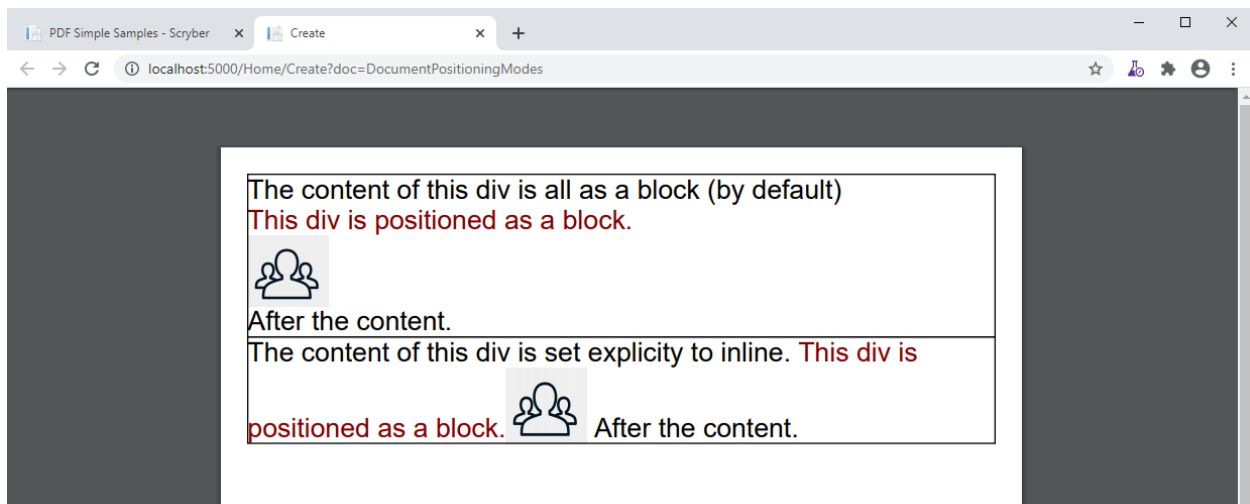 PDF Simple Samples - Scryber
Create
localhost:5000/Home/Create?doc=DocumentPositioningModes
The content of this div is all as a block (by default)
This div is positioned as a block.
After the content.
The content of this div is set explicity to inline. This div is
positioned as a block. After the content.